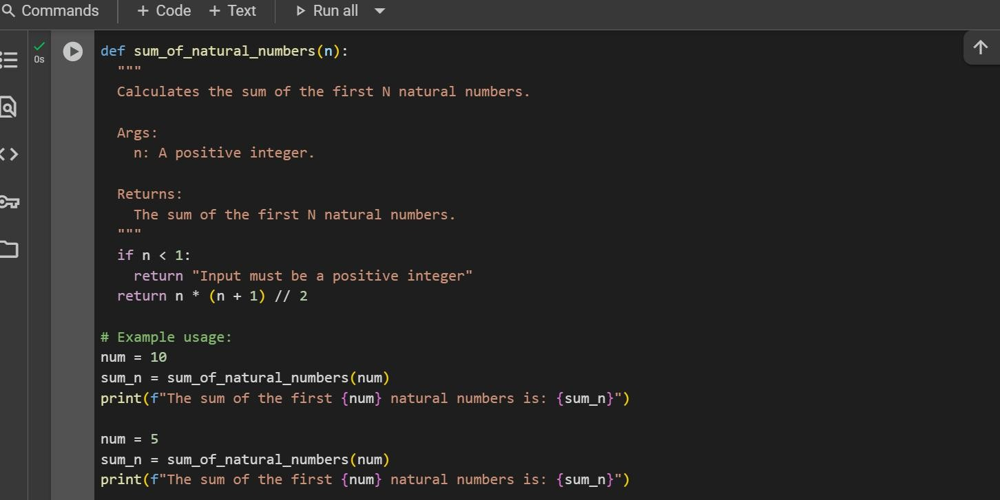 Commands + Code + Text Run all
0s
def sum_of_natural_numbers(n):
  """
  Calculates the sum of the first N natural numbers.

  Args:
    n: A positive integer.

  Returns:
    The sum of the first N natural numbers.
  """
  if n < 1:
    return "Input must be a positive integer"
  return n * (n + 1) // 2

# Example usage:
num = 10
sum_n = sum_of_natural_numbers(num)
print(f"The sum of the first {num} natural numbers is: {sum_n}")

num = 5
sum_n = sum_of_natural_numbers(num)
print(f"The sum of the first {num} natural numbers is: {sum_n}")